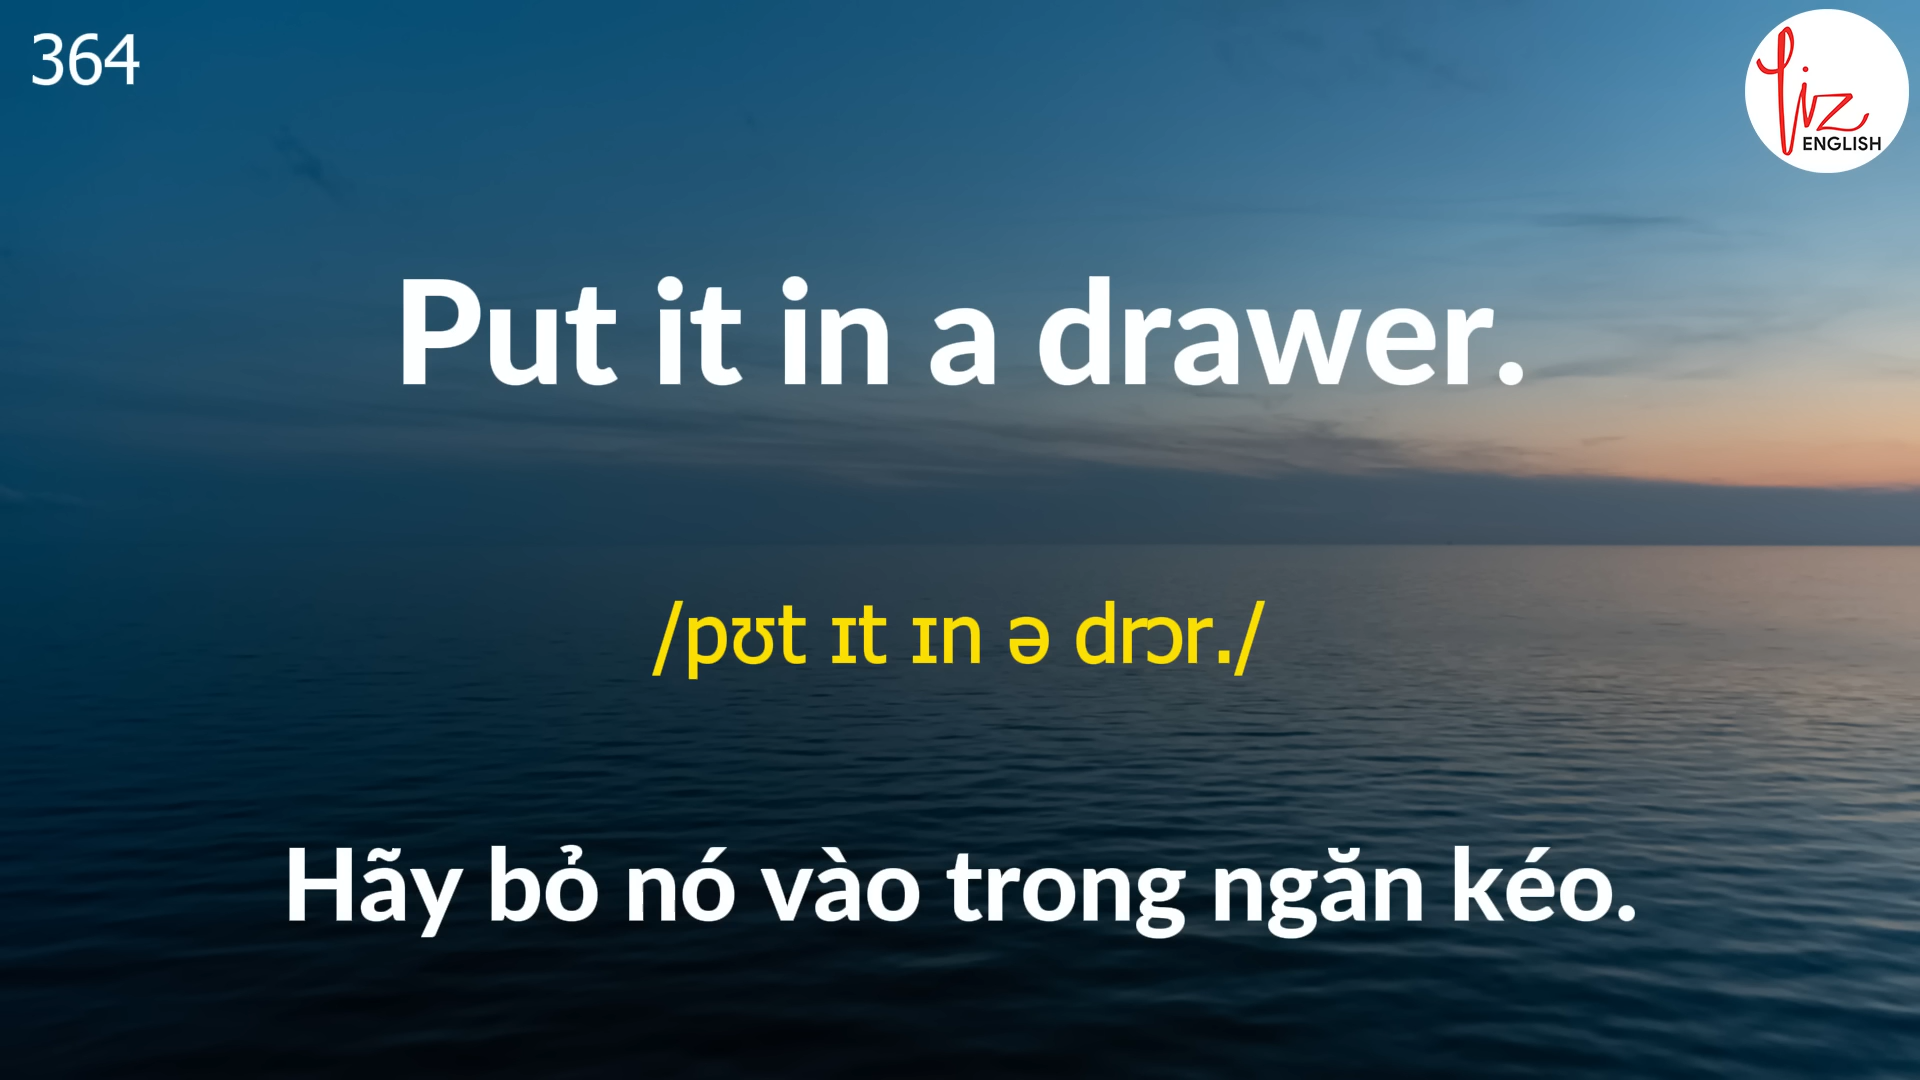 364
Liz
ENGLISH
Put it in a drawer.
/pʊt ɪt ɪn ə drɔr./
Hãy bỏ nó vào trong ngăn kéo.